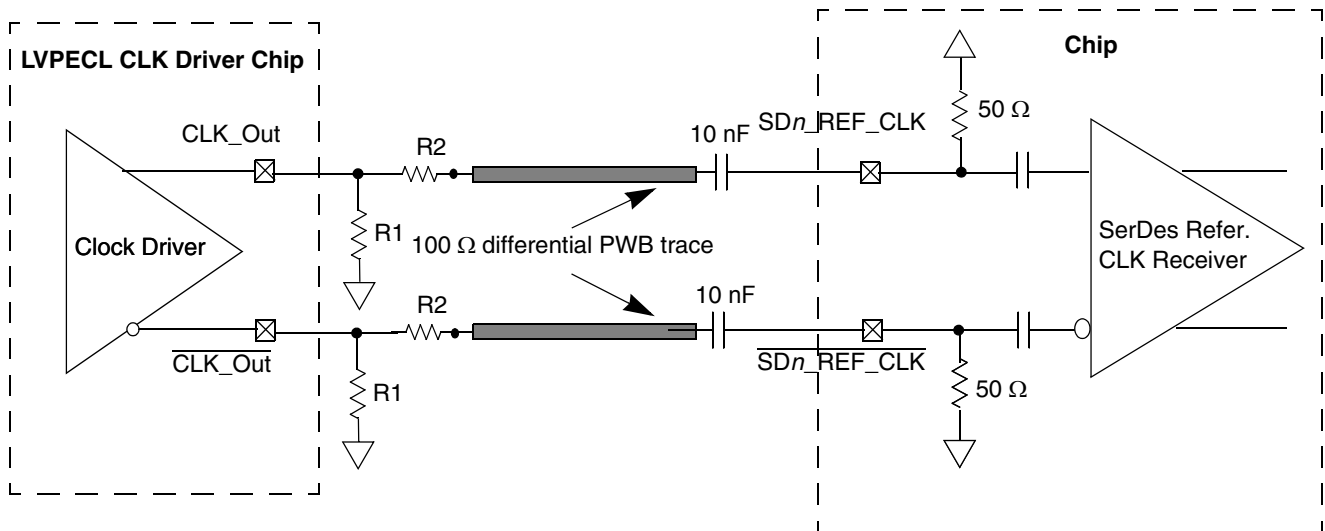 LVPECL CLK Driver Chip
Chip
CLK_Out
R2
10 nF
SDn_REF_CLK
50 Ω
Clock Driver
R1
100 Ω differential PWB trace
SerDes Refer.
CLK Receiver
R2
10 nF
CLK_Out
SDn_REF_CLK
R1
50 Ω